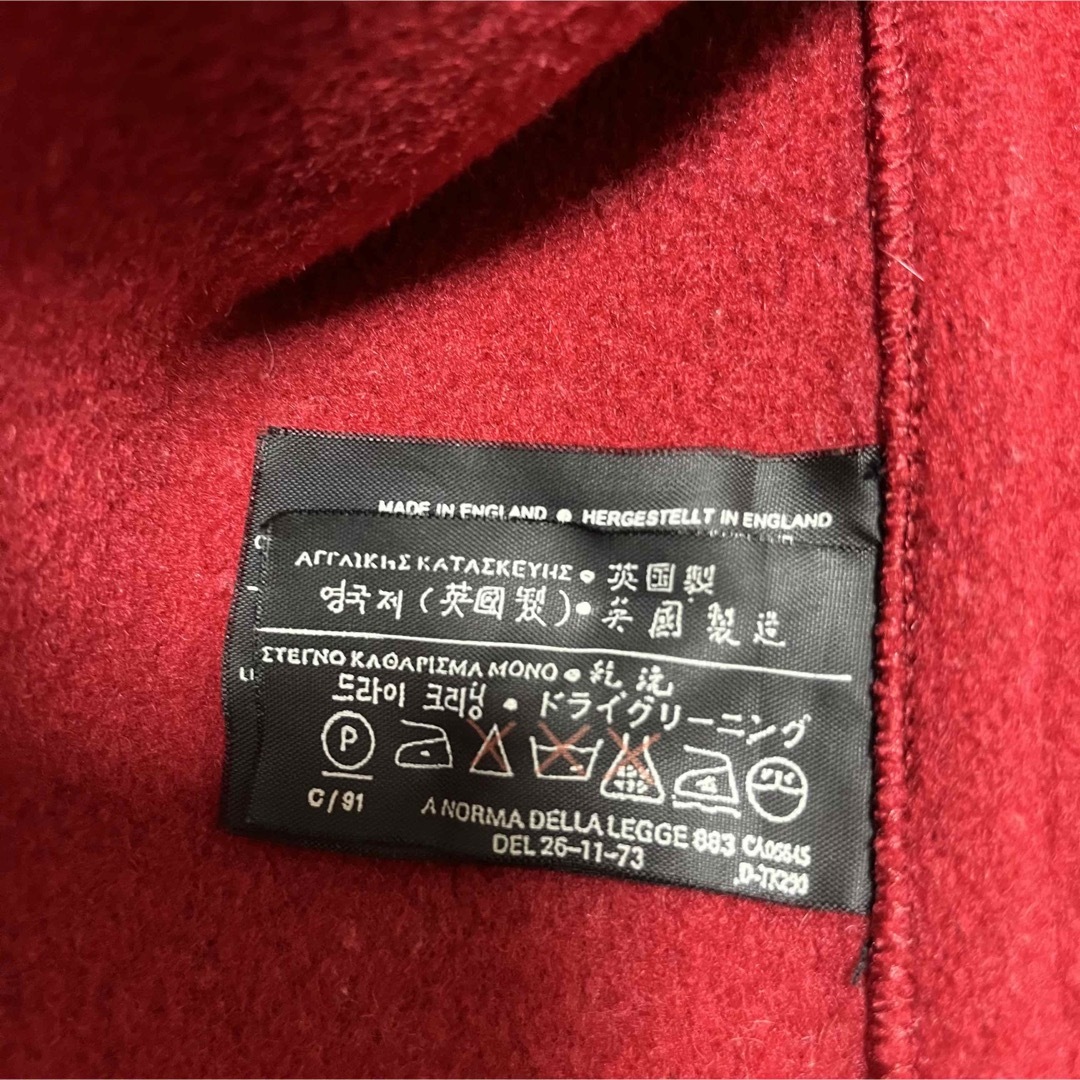 MADE IN ENGLAND ● HERGESTELLT IN ENGLAND
ΑΓΓΛΙΚΗΣ ΚΑΤΑΣΚΕΥΗΣ ● 英国製
영국제 (英國製) ● 英國製造
ΣΤΕΓΝΟ ΚΑΘΑΡΙΣΜΑ ΜΟΝΟ ● 乾洗
드라이 크리닝 ● ドライクリーニング
P
C / 91
A NORMA DELLA LEGGE 883
DEL 26-11-73
CA05645